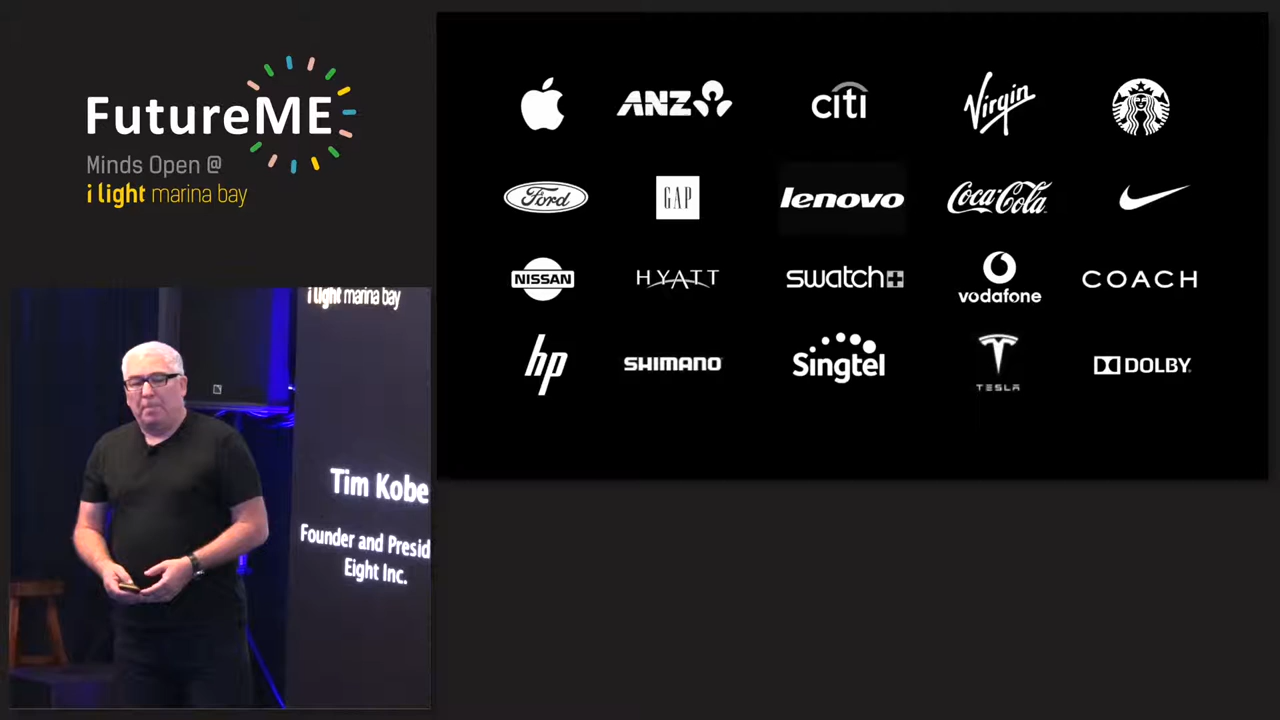 FutureME
Minds Open @
i light marina bay
ANZ
citi
Virgin
Ford
GAP
lenovo
Coca-Cola
NISSAN
HYATT
swatch
vodafone
COACH
hp
SHIMANO
Singtel
TESLA
DOLBY
i light marina bay
Tim Kobe
Founder and Presid
Eight Inc.